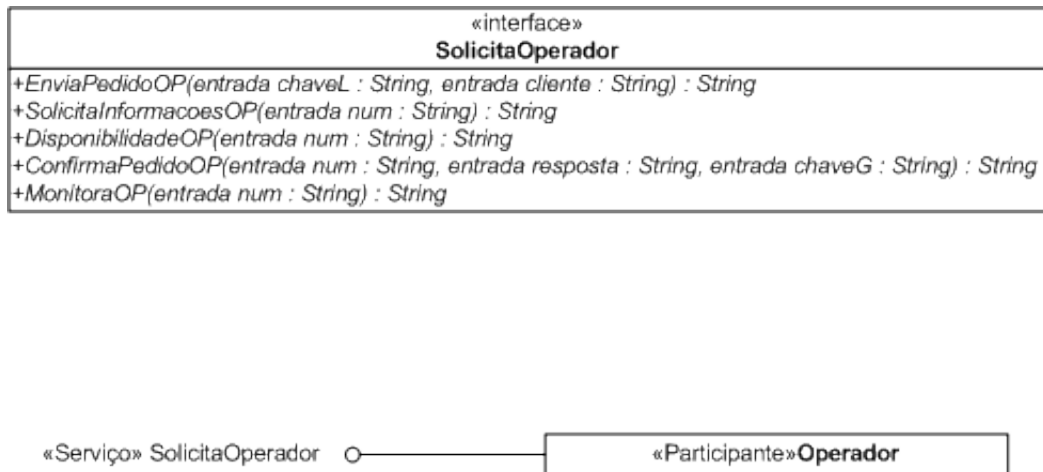 «interface»
SolicitaOperador
+EnviaPedidoOP(entrada chaveL : String, entrada cliente : String) : String
+SolicitaInformacoesOP(entrada num : String) : String
+DisponibilidadeOP(entrada num : String) : String
+ConfirmaPedidoOP(entrada num : String, entrada resposta : String, entrada chaveG : String) : String
+MonitoraOP(entrada num : String) : String
«Serviço» SolicitaOperador
«Participante»Operador